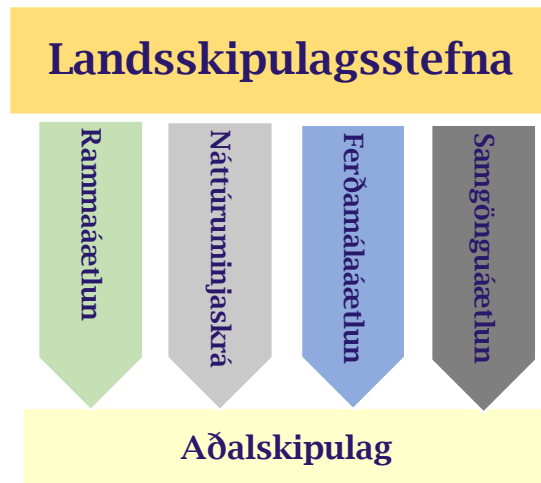 Landsskipulagsstefna
Rammaáætlun
Náttúruminjaskrá
Ferðamálaáætlun
Samgönguáætlun
Aðalskipulag